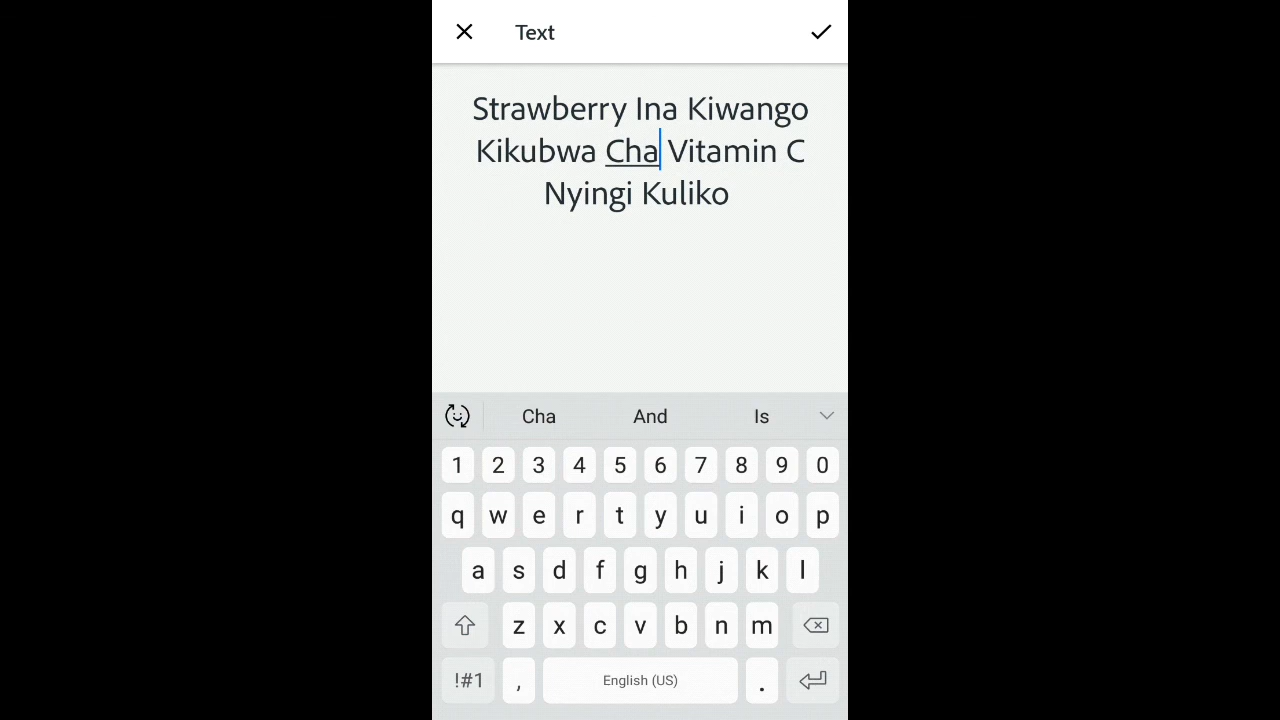 Text
Strawberry Ina Kiwango
Kikubwa Cha Vitamin C
Nyingi Kuliko
Cha And Is
1 2 3 4 5 6 7 8 9 0
q w e r t y u i o p
a s d f g h j k l
z x c v b n m
!#1 , English (US) .